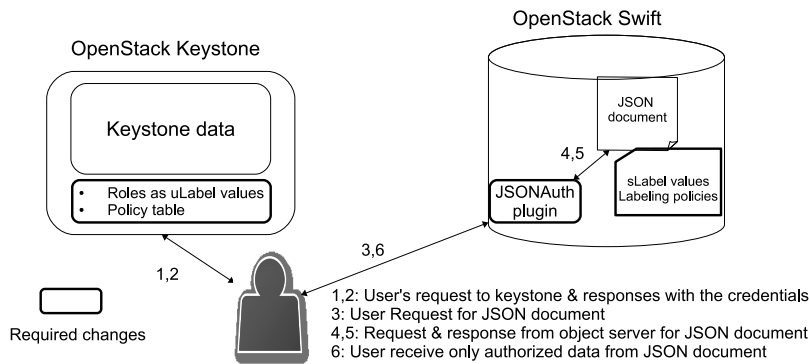 OpenStack Swift
OpenStack Keystone
JSON
document
Keystone data
4,5
• Roles as uLabel values
• Policy table
JSONAuth
plugin
sLabel values
Labeling policies
3,6
1,2
Required changes
1,2: User's request to keystone & responses with the credentials
3: User Request for JSON document
4,5: Request & response from object server for JSON document
6: User receive only authorized data from JSON document